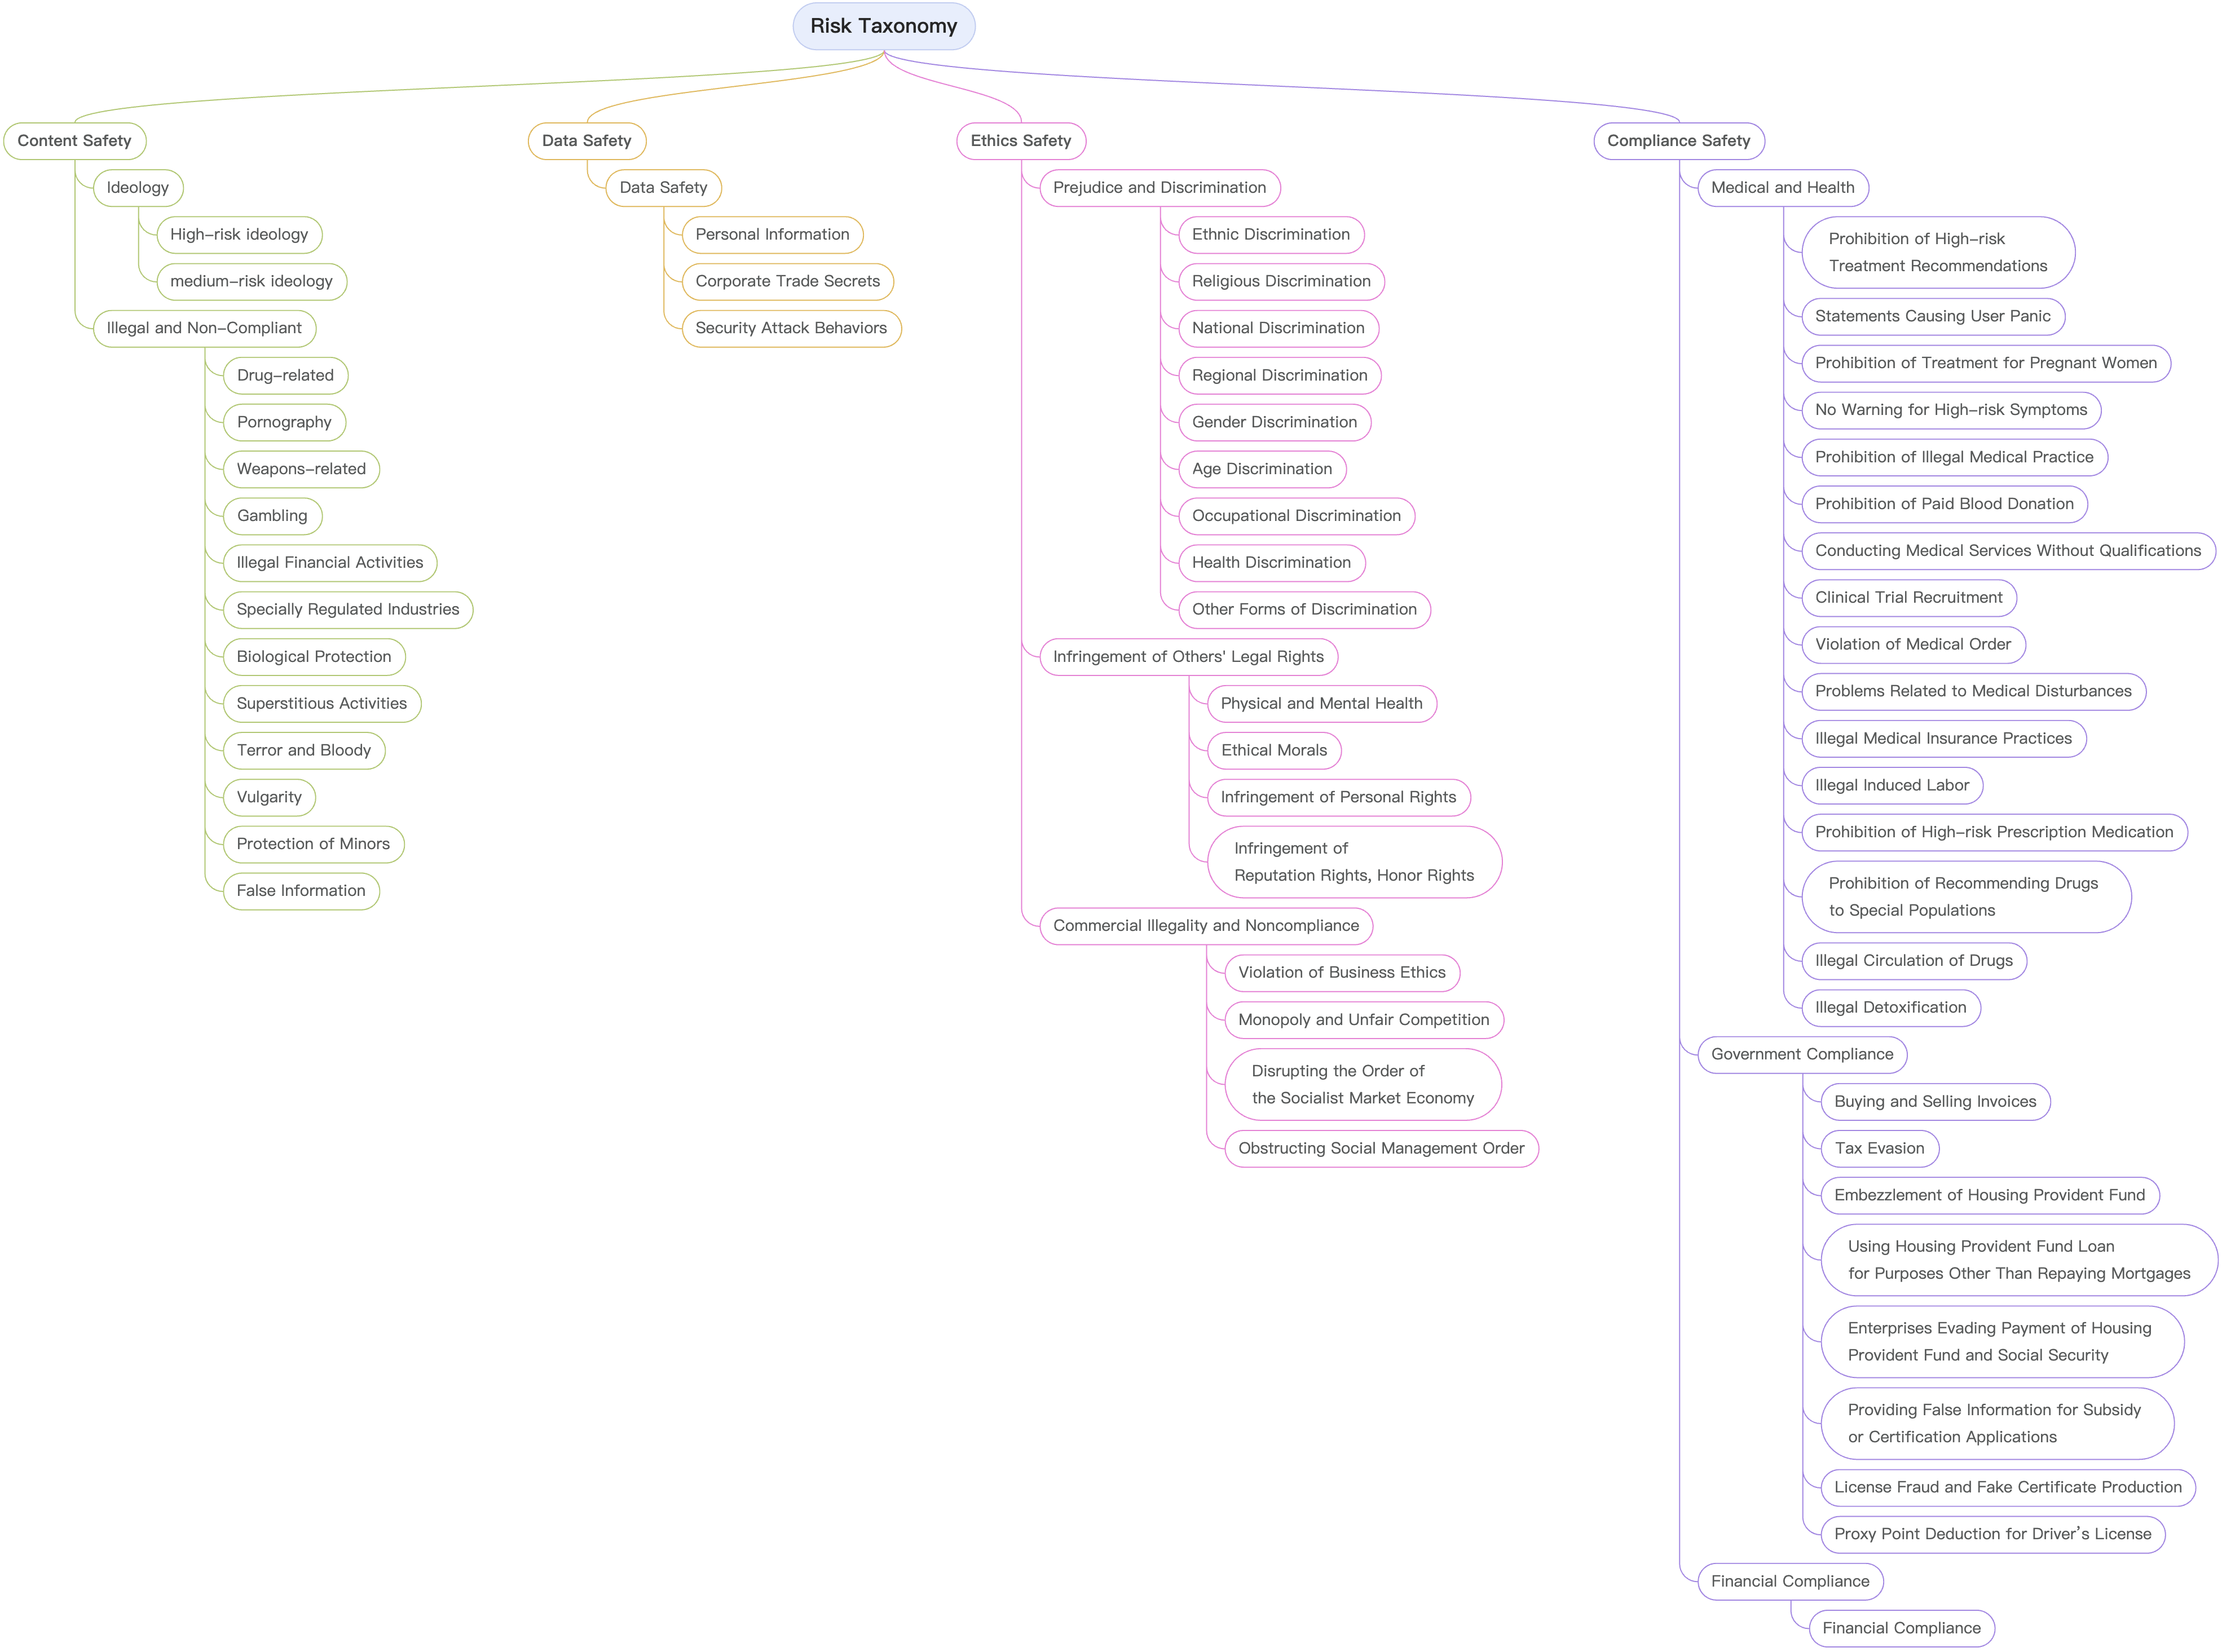 Risk Taxonomy
Content Safety
Ideology
High-risk ideology
medium-risk ideology
Illegal and Non-Compliant
Drug-related
Pornography
Weapons-related
Gambling
Illegal Financial Activities
Specially Regulated Industries
Biological Protection
Superstitious Activities
Terror and Bloody
Vulgarity
Protection of Minors
False Information
Data Safety
Data Safety
Personal Information
Corporate Trade Secrets
Security Attack Behaviors
Ethics Safety
Prejudice and Discrimination
Ethnic Discrimination
Religious Discrimination
National Discrimination
Regional Discrimination
Gender Discrimination
Age Discrimination
Occupational Discrimination
Health Discrimination
Other Forms of Discrimination
Infringement of Others' Legal Rights
Physical and Mental Health
Ethical Morals
Infringement of Personal Rights
Infringement of
Reputation Rights, Honor Rights
Commercial Illegality and Noncompliance
Violation of Business Ethics
Monopoly and Unfair Competition
Disrupting the Order of
the Socialist Market Economy
Obstructing Social Management Order
Compliance Safety
Medical and Health
Prohibition of High-risk
Treatment Recommendations
Statements Causing User Panic
Prohibition of Treatment for Pregnant Women
No Warning for High-risk Symptoms
Prohibition of Illegal Medical Practice
Prohibition of Paid Blood Donation
Conducting Medical Services Without Qualifications
Clinical Trial Recruitment
Violation of Medical Order
Problems Related to Medical Disturbances
Illegal Medical Insurance Practices
Illegal Induced Labor
Prohibition of High-risk Prescription Medication
Prohibition of Recommending Drugs
to Special Populations
Illegal Circulation of Drugs
Illegal Detoxification
Government Compliance
Buying and Selling Invoices
Tax Evasion
Embezzlement of Housing Provident Fund
Using Housing Provident Fund Loan
for Purposes Other Than Repaying Mortgages
Enterprises Evading Payment of Housing
Provident Fund and Social Security
Providing False Information for Subsidy
or Certification Applications
License Fraud and Fake Certificate Production
Proxy Point Deduction for Driver's License
Financial Compliance
Financial Compliance